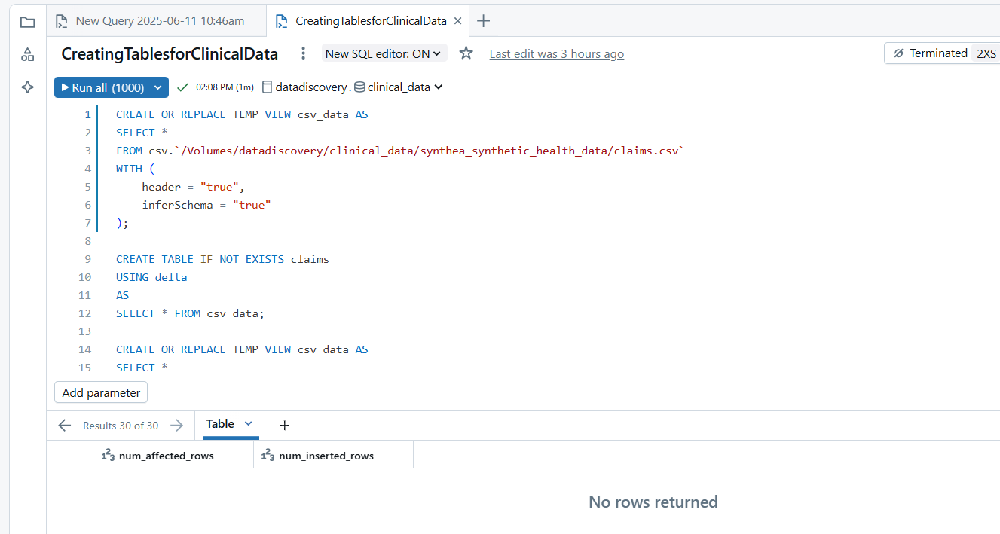 New Query 2025-06-11 10:46am
CreatingTablesforClinicalData
CreatingTablesforClinicalData
New SQL editor: ON
Last edit was 3 hours ago
Terminated 2XS
Run all (1000)
02:08 PM (1m)
datadiscovery.clinical_data
1 CREATE OR REPLACE TEMP VIEW csv_data AS
2 SELECT *
3 FROM csv.`/Volumes/datadiscovery/clinical_data/synthea_synthetic_health_data/claims.csv`
4 WITH (
5     header = "true",
6     inferSchema = "true"
7 );
8
9 CREATE TABLE IF NOT EXISTS claims
10 USING delta
11 AS
12 SELECT * FROM csv_data;
13
14 CREATE OR REPLACE TEMP VIEW csv_data AS
15 SELECT *
Add parameter
Results 30 of 30
Table
num_affected_rows
num_inserted_rows
No rows returned